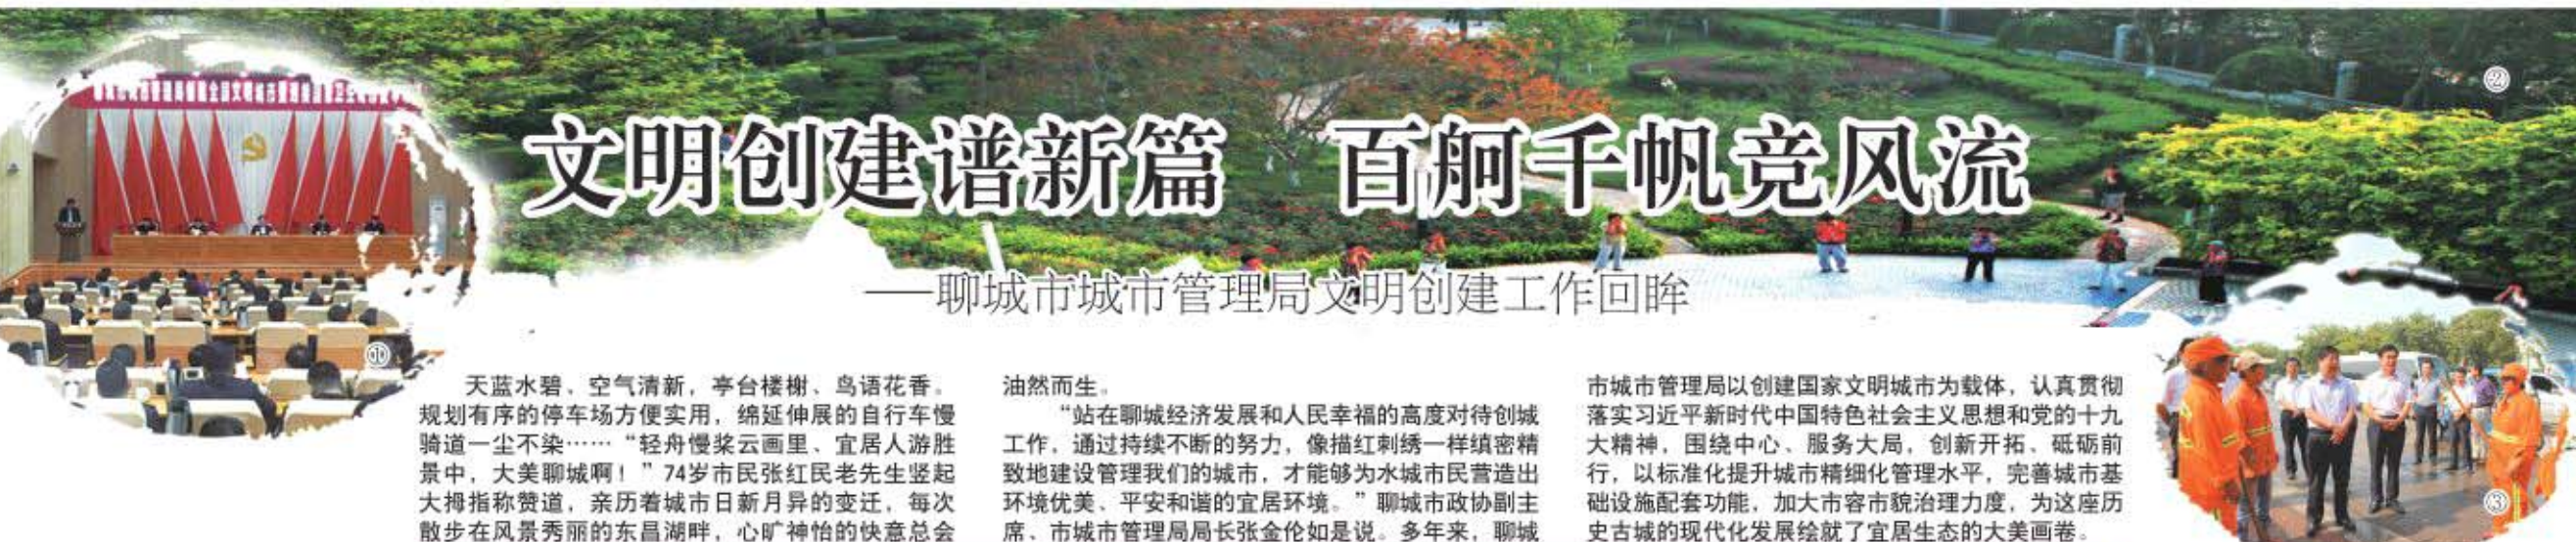 文明创建谱新篇 百舸千帆竞风流
——聊城市城市管理局文明创建工作回眸
天蓝水碧、空气清新，亭台楼榭、鸟语花香。
规划有序的停车场方便实用，绵延伸展的自行车慢
骑道一尘不染……“轻舟慢桨云画里、宜居人游胜
景中，大美聊城啊！”74岁市民张红民老先生竖起
大拇指称赞道，亲历着城市日新月异的变迁，每次
散步在风景秀丽的东昌湖畔，心旷神怡的快意总会
油然而生。
“站在聊城经济发展和人民幸福的高度对待创城
工作，通过持续不断的努力，像描红刺绣一样缜密精
致地建设管理我们的城市，才能够为水城市民营造出
环境优美、平安和谐的宜居环境。”聊城市政协副主
席、市城市管理局局长张金伦如是说。多年来，聊城
市城市管理局以创建国家文明城市为载体，认真贯彻
落实习近平新时代中国特色社会主义思想和党的十九
大精神，围绕中心、服务大局，创新开拓、砥砺前
行，以标准化提升城市精细化管理水平，完善城市基
础设施配套功能，加大市容市貌治理力度，为这座历
史古城的现代化发展绘就了宜居生态的大美画卷。
①
②
③